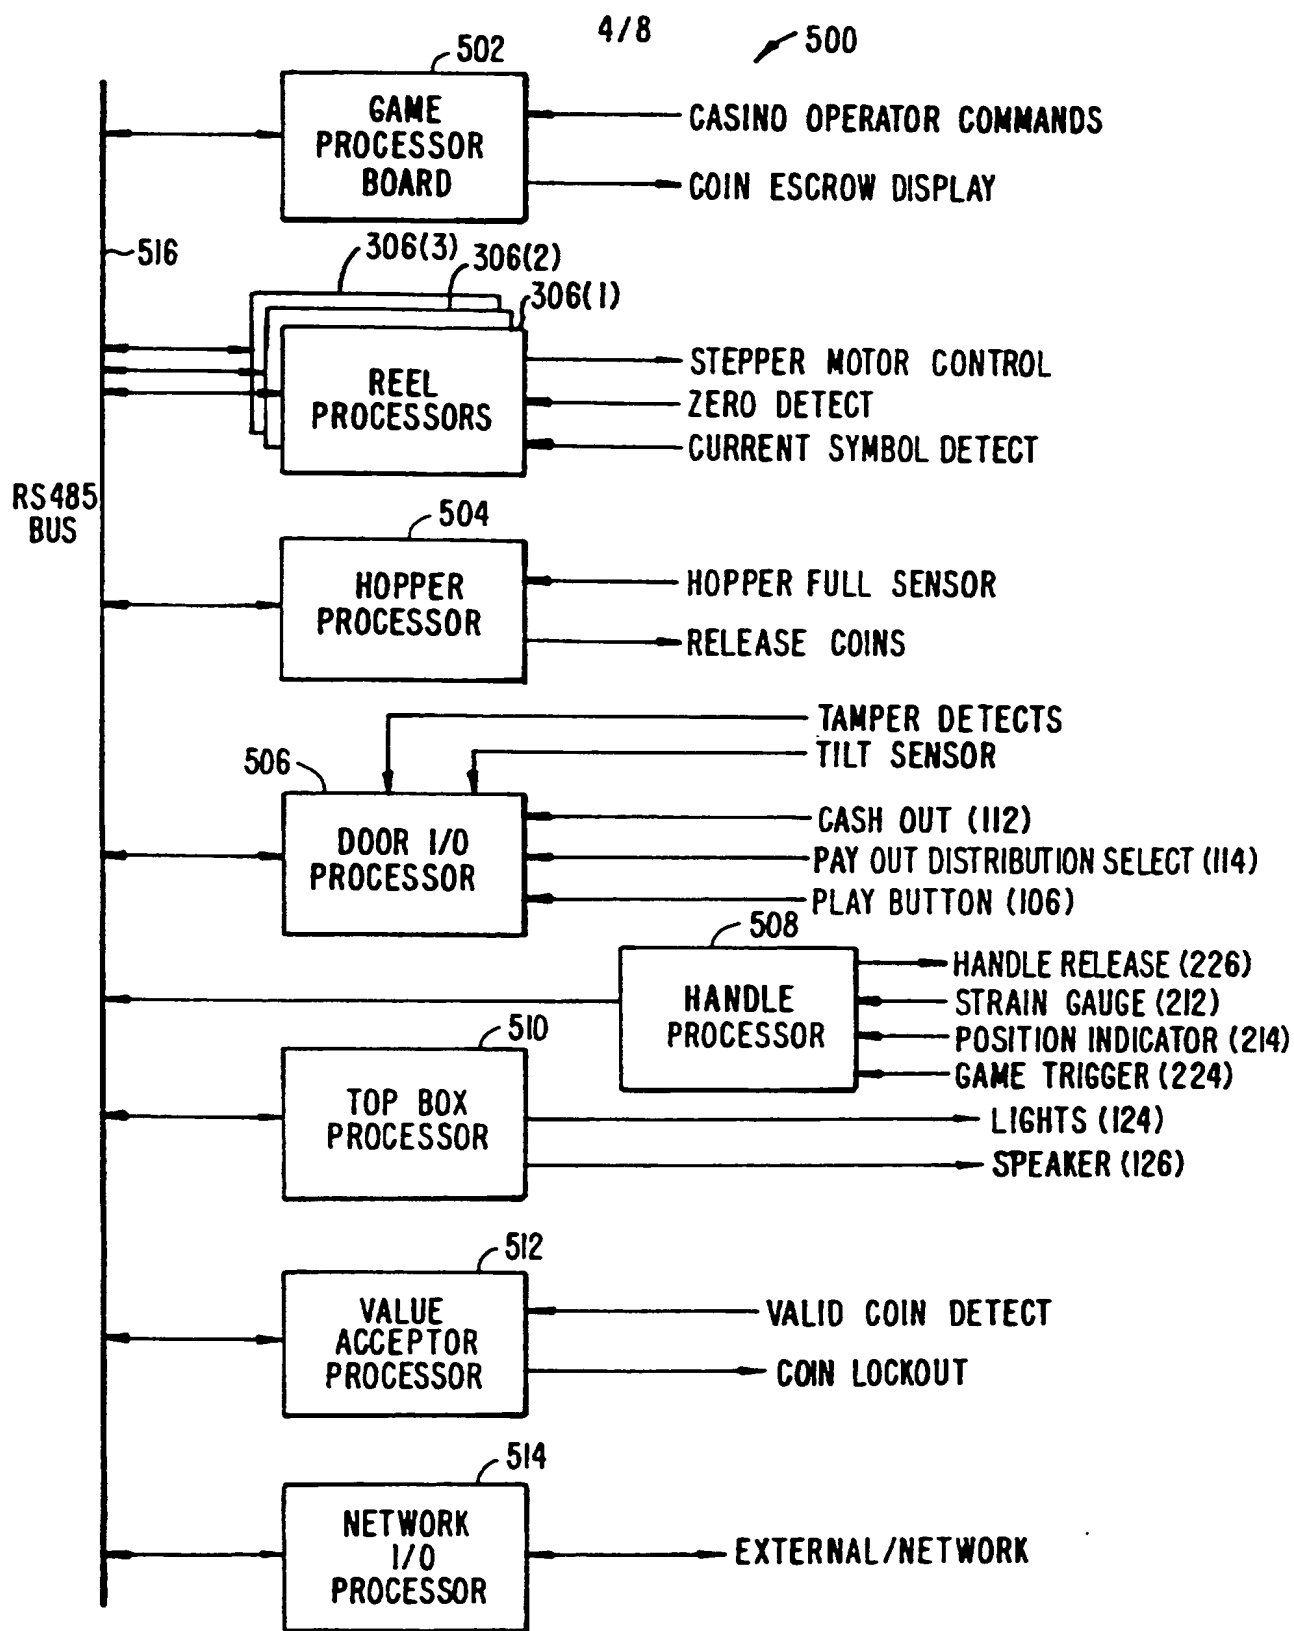 4/8
500
502
GAME
PROCESSOR
BOARD
CASINO OPERATOR COMMANDS
COIN ESCROW DISPLAY
516
306(3)
306(2)
306(1)
REEL
PROCESSORS
STEPPER MOTOR CONTROL
ZERO DETECT
CURRENT SYMBOL DETECT
RS485
BUS
504
HOPPER
PROCESSOR
HOPPER FULL SENSOR
RELEASE COINS
TAMPER DETECTS
TILT SENSOR
506
DOOR I/O
PROCESSOR
CASH OUT (112)
PAY OUT DISTRIBUTION SELECT (114)
PLAY BUTTON (106)
508
HANDLE
PROCESSOR
HANDLE RELEASE (226)
STRAIN GAUGE (212)
POSITION INDICATOR (214)
GAME TRIGGER (224)
510
TOP BOX
PROCESSOR
LIGHTS (124)
SPEAKER (126)
512
VALUE
ACCEPTOR
PROCESSOR
VALID COIN DETECT
COIN LOCKOUT
514
NETWORK
I/O
PROCESSOR
EXTERNAL/NETWORK